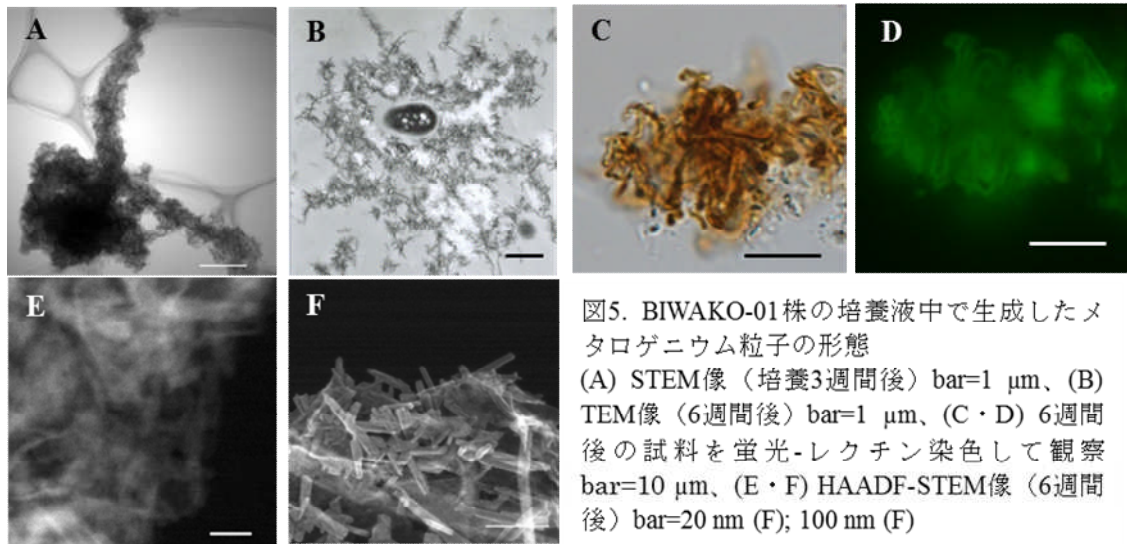 A
B
C
D
E
F
図5. BIWAKO-01株の培養液中で生成したメ
タロゲニウム粒子の形態
(A) STEM像（培養3週間後）bar=1 μm、(B)
TEM像（6週間後）bar=1 μm、(C・D) 6週間
後の試料を蛍光-レクチン染色して観察
bar=10 μm、(E・F) HAADF-STEM像（6週間
後）bar=20 nm (F); 100 nm (F)